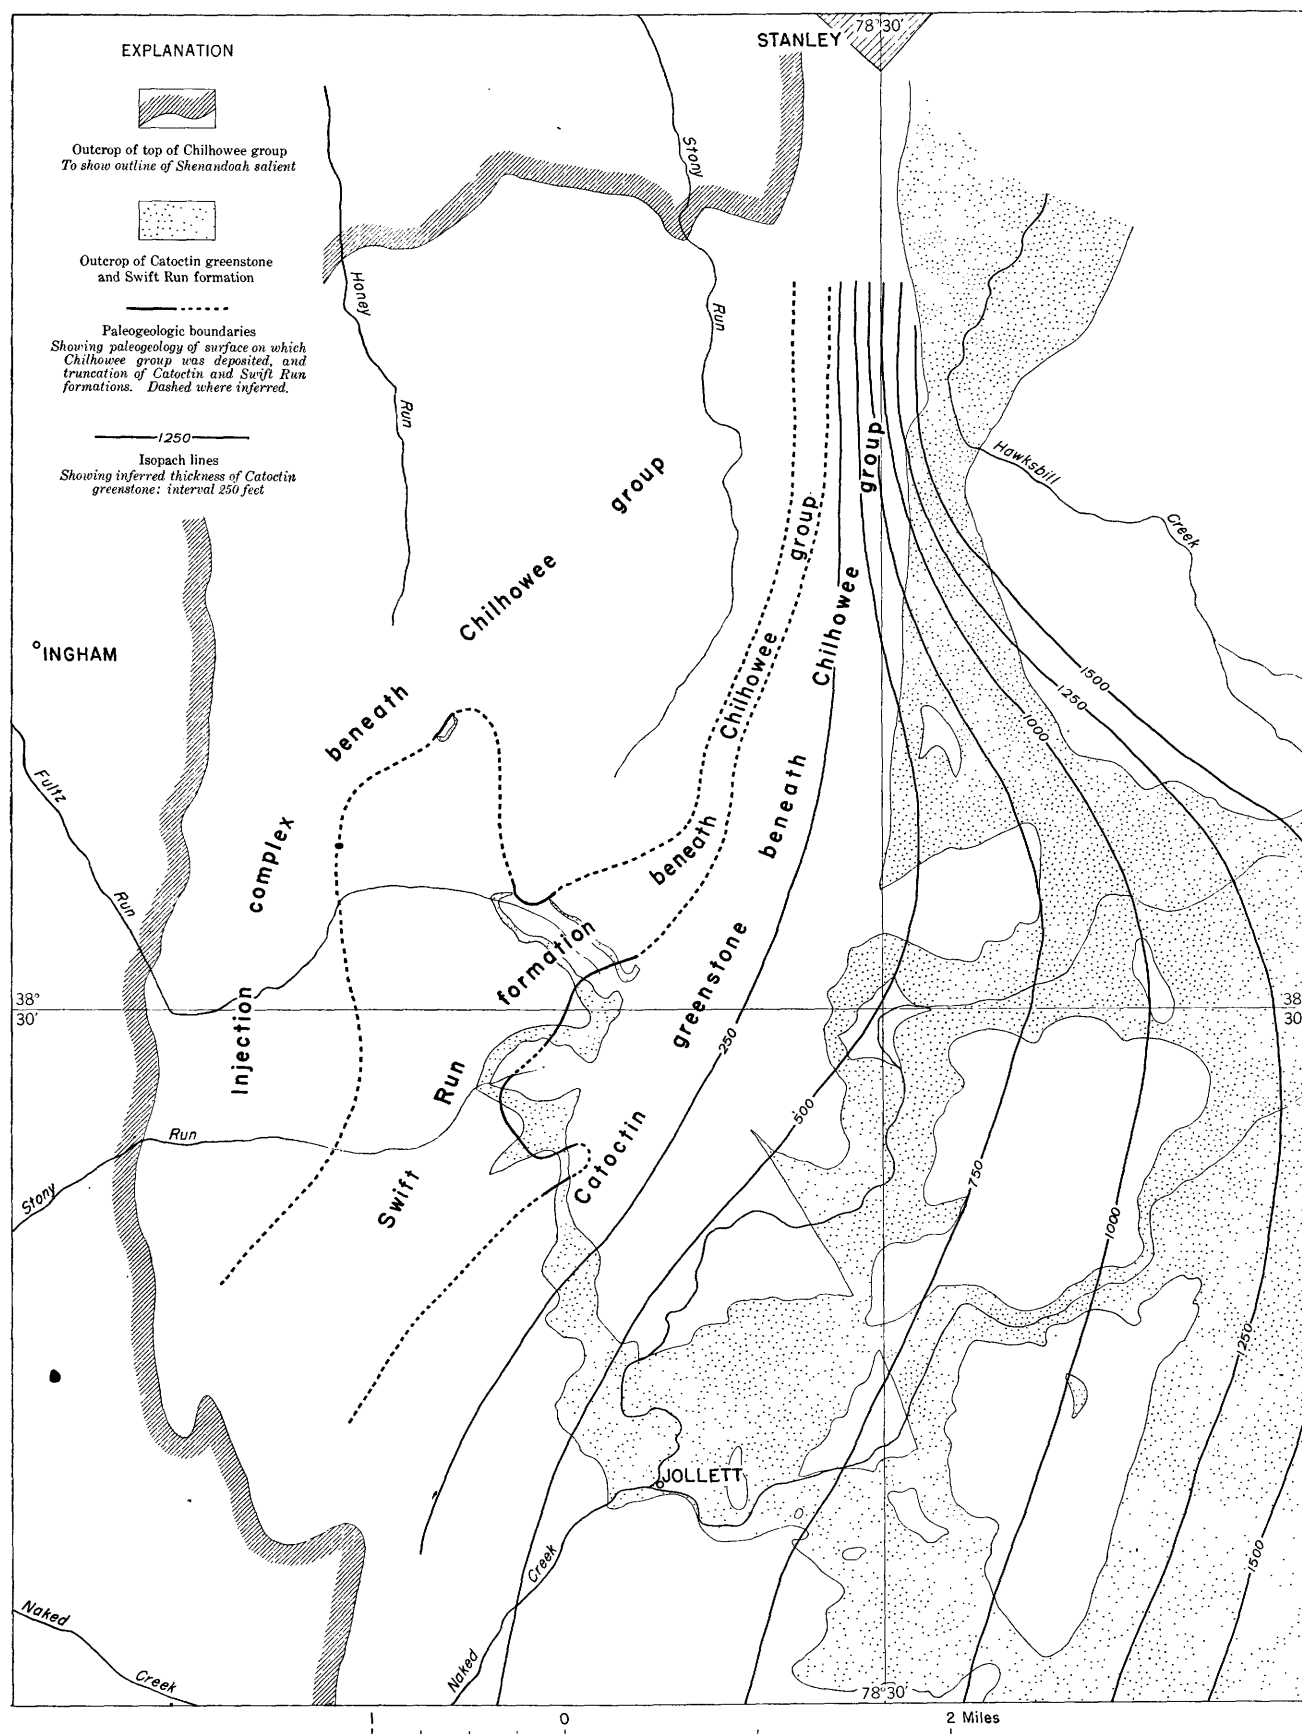 EXPLANATION
Outcrop of top of Chilhowee group
To show outline of Shenandoah salient
Outcrop of Catoctin greenstone
and Swift Run formation
Paleogeologic boundaries
Showing paleogeology of surface on which
Chilhowee group was deposited, and
truncation of Catoctin and Swift Run
formations. Dashed where inferred.
1250
Isopach lines
Showing inferred thickness of Catoctin
greenstone: interval 250 feet
STANLEY
78°30'
Stony
Run
Honey
Run
Hawksbill
Creek
INGHAM
Fultz
Run
Injection complex beneath Chilhowee group
Swift Run formation beneath Chilhowee group
Catoctin greenstone beneath Chilhowee group
1500
1250
1000
38°
30'
38
30
250
500
750
1000
1250
1500
Stony
Run
JOLLETT
Naked
Creek
Naked
Creek
78°30'
1
0
2 Miles